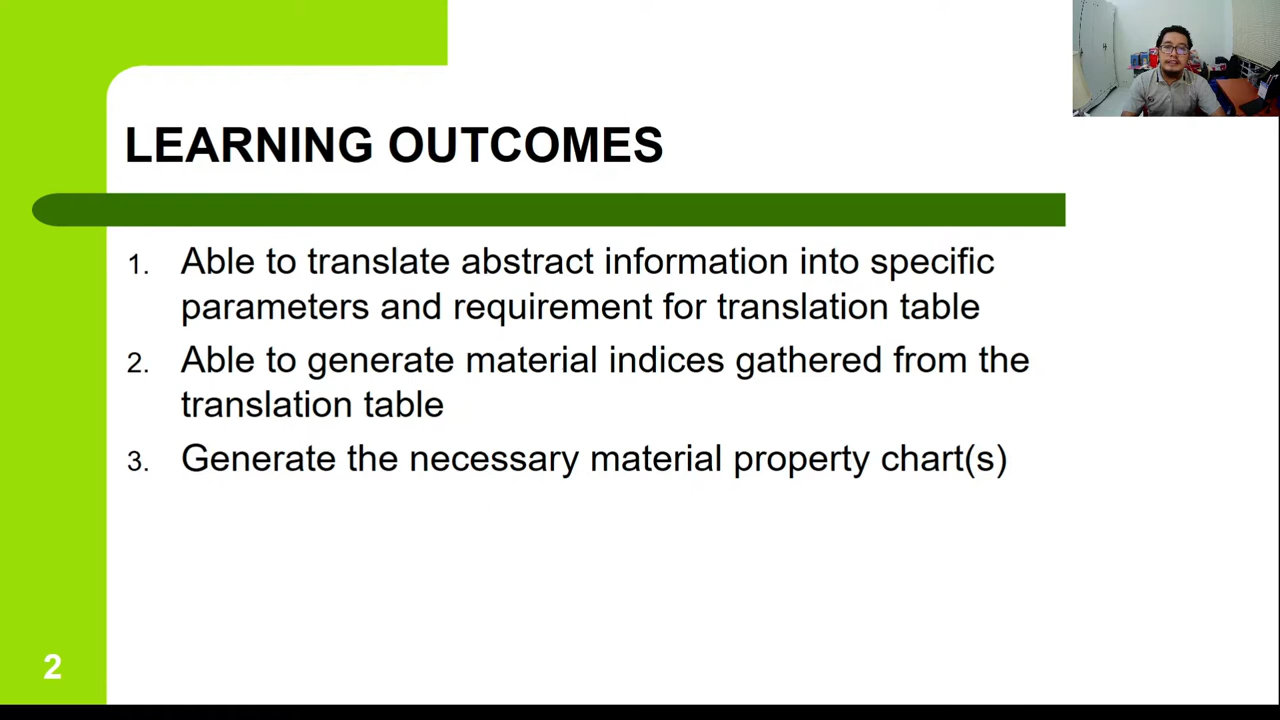 LEARNING OUTCOMES
1. Able to translate abstract information into specific
parameters and requirement for translation table
2. Able to generate material indices gathered from the
translation table
3. Generate the necessary material property chart(s)
2